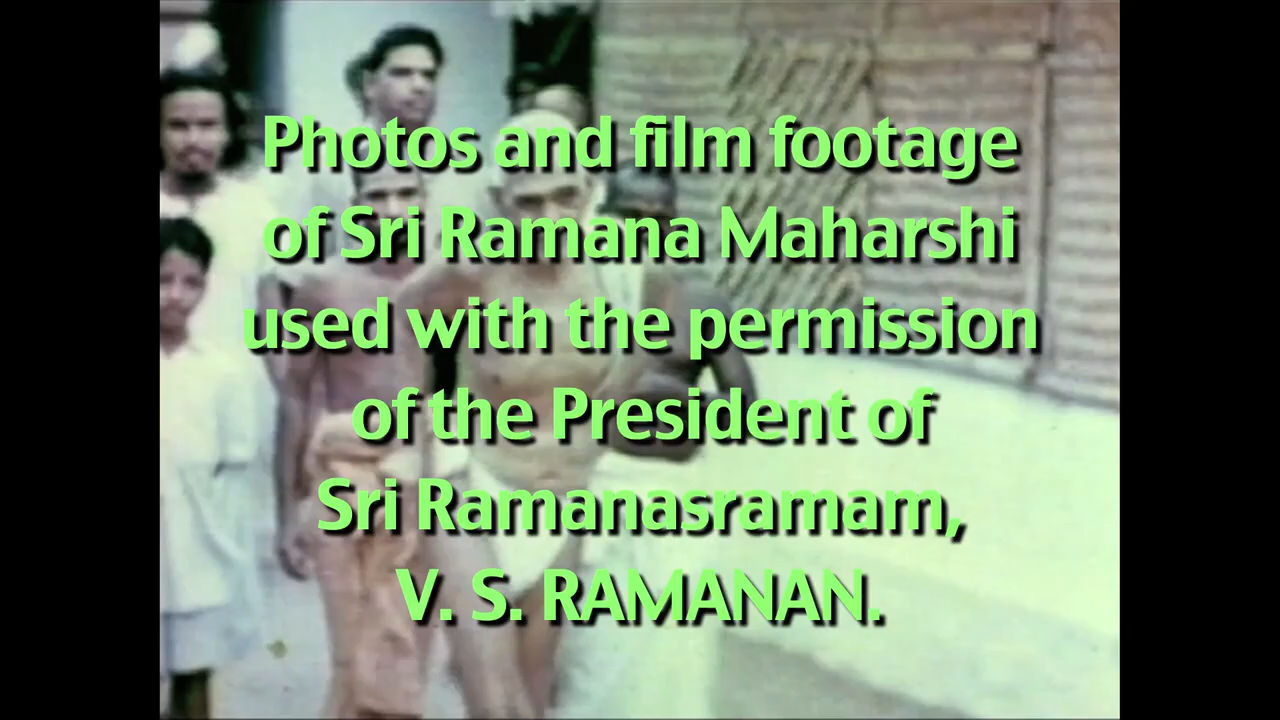 Photos and film footage
of Sri Ramana Maharshi
used with the permission
of the President of
Sri Ramanasramam,
V. S. RAMANAN.